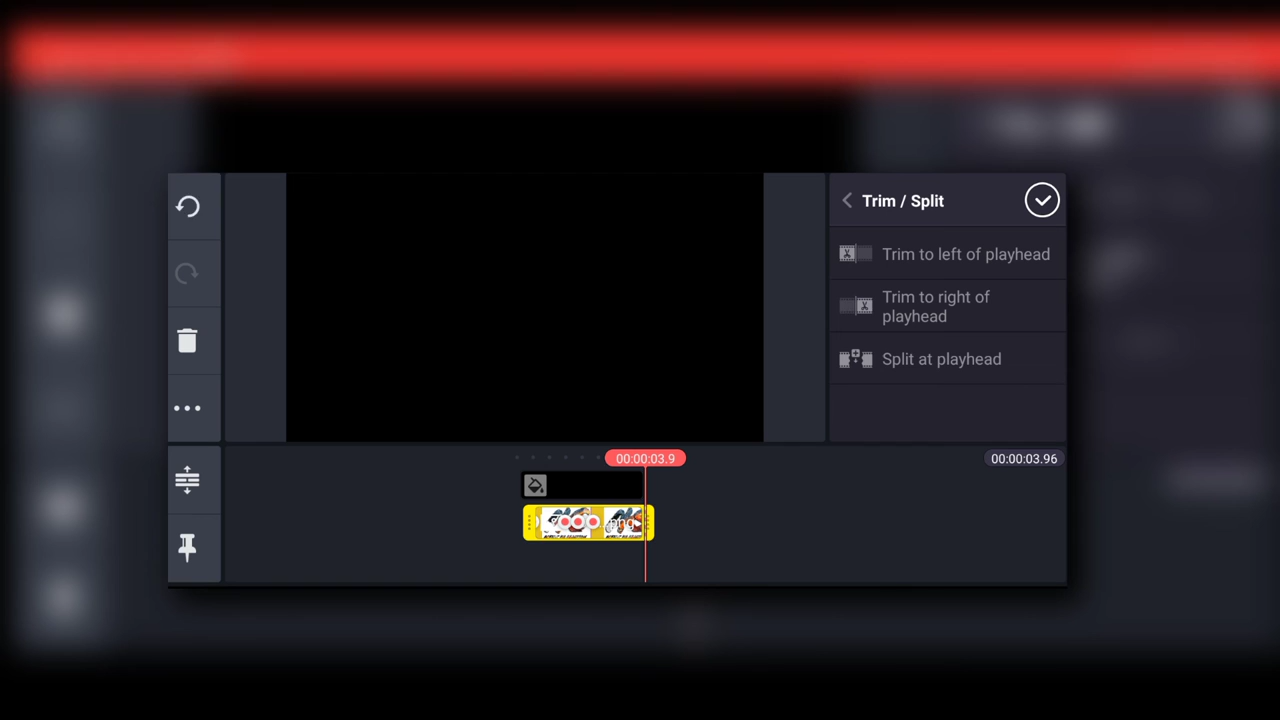 Trim / Split
Trim to left of playhead
Trim to right of
playhead
Split at playhead
00:00:03.9
00:00:03.96
.png